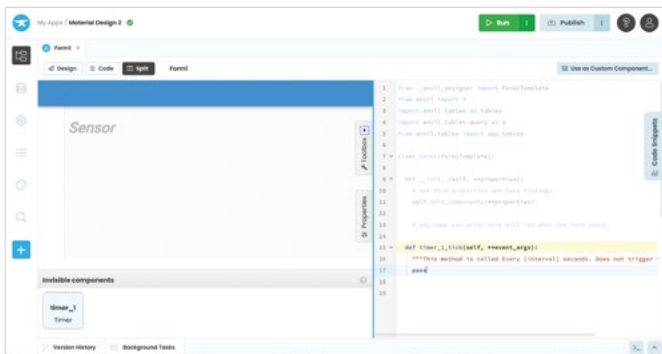 My Apps / Material Design 2
Run
Publish
Form1 ×
Design
Code
Split
Form1
Use as Custom Component...
Sensor
Toolbox
Properties
Invisible components
timer_1
Timer
1 from ._anvil_designer import Form1Template
2 from anvil import *
3 import anvil.tables as tables
4 import anvil.tables.query as q
5 from anvil.tables import app_tables
6
7 class Form1(Form1Template):
8
9 def __init__(self, **properties):
10 # Set Form properties and Data Bindings.
11 self.init_components(**properties)
12
13 # Any code you write here will run when the form opens.
14
15 def timer_1_tick(self, **event_args):
16 """This method is called Every [interval] seconds. Does not trigger
17 pass
18
19
Code Snippets
Version History
Background Tasks